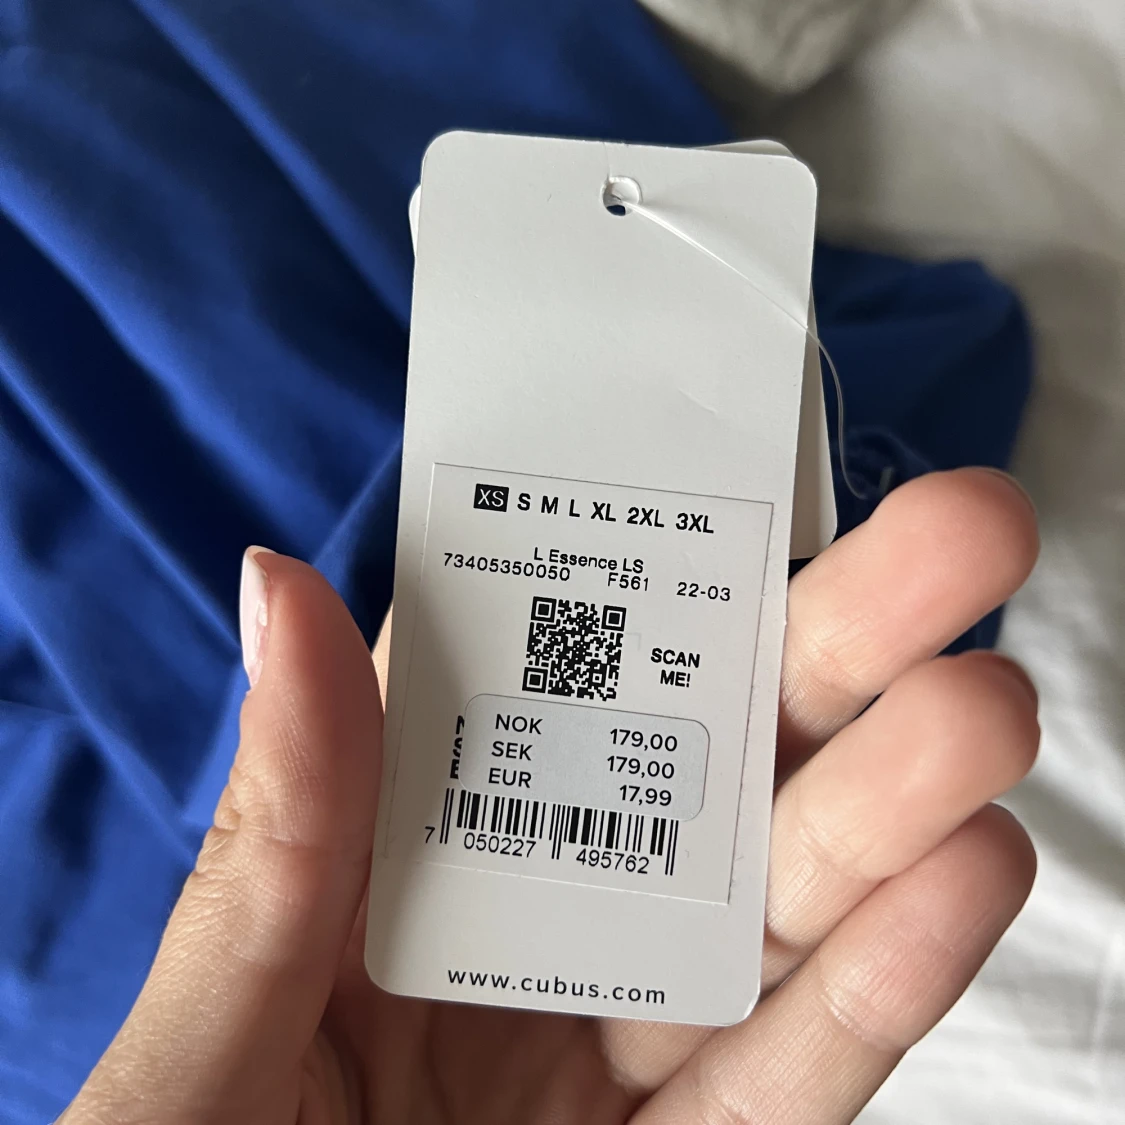 XS S M L XL 2XL 3XL
L Essence LS
73405350050 F561 22-03
SCAN
ME!
NOK 179,00
SEK 179,00
EUR 17,99
7 050227 495762
www.cubus.com